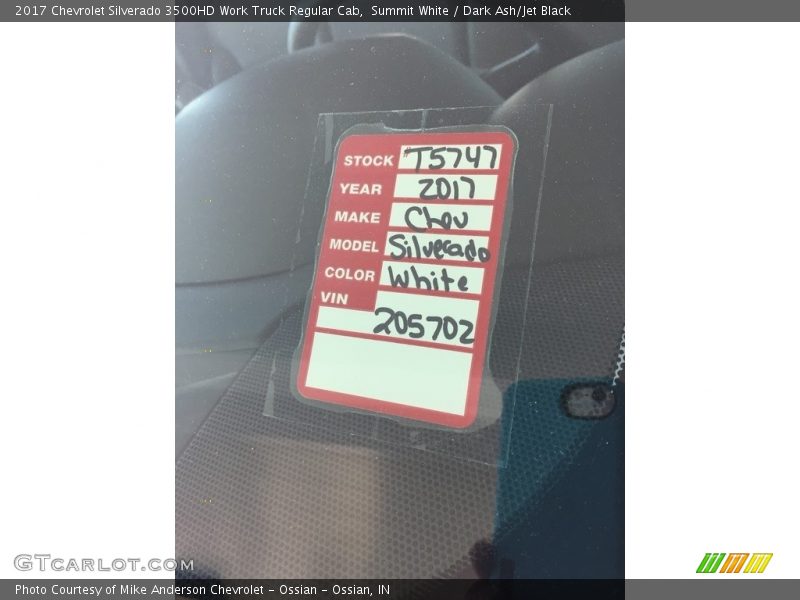 2017 Chevrolet Silverado 3500HD Work Truck Regular Cab, Summit White / Dark Ash/Jet Black
STOCK T5747
YEAR 2017
MAKE Chev
MODEL Silverado
COLOR White
VIN
205702
GTCARLOT.COM
Photo Courtesy of Mike Anderson Chevrolet - Ossian - Ossian, IN